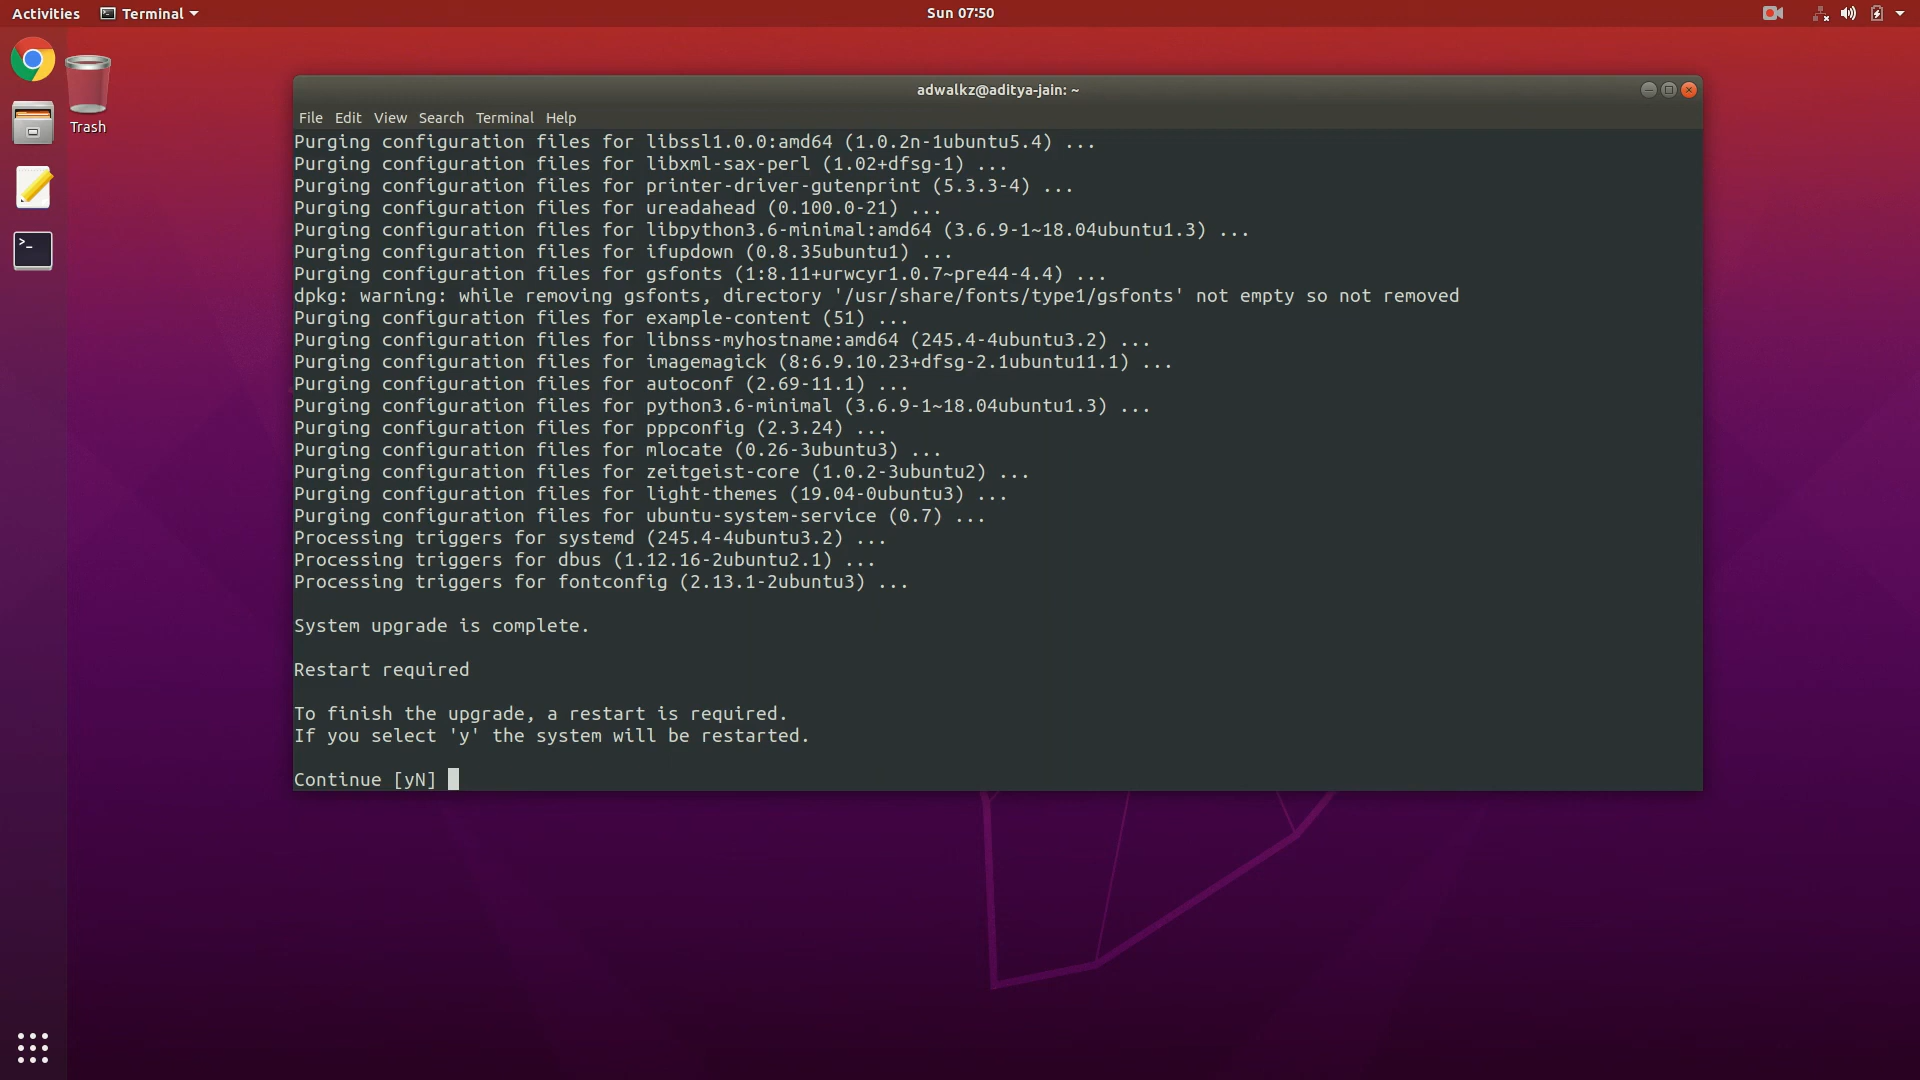 Activities Terminal Sun 07:50
Trash
adwalkz@aditya-jain: ~
File Edit View Search Terminal Help
Purging configuration files for libssl1.0.0:amd64 (1.0.2n-1ubuntu5.4) ...
Purging configuration files for libxml-sax-perl (1.02+dfsg-1) ...
Purging configuration files for printer-driver-gutenprint (5.3.3-4) ...
Purging configuration files for ureadahead (0.100.0-21) ...
Purging configuration files for libpython3.6-minimal:amd64 (3.6.9-1~18.04ubuntu1.3) ...
Purging configuration files for ifupdown (0.8.35ubuntu1) ...
Purging configuration files for gsfonts (1:8.11+urwcyr1.0.7~pre44-4.4) ...
dpkg: warning: while removing gsfonts, directory '/usr/share/fonts/type1/gsfonts' not empty so not removed
Purging configuration files for example-content (51) ...
Purging configuration files for libnss-myhostname:amd64 (245.4-4ubuntu3.2) ...
Purging configuration files for imagemagick (8:6.9.10.23+dfsg-2.1ubuntu11.1) ...
Purging configuration files for autoconf (2.69-11.1) ...
Purging configuration files for python3.6-minimal (3.6.9-1~18.04ubuntu1.3) ...
Purging configuration files for pppconfig (2.3.24) ...
Purging configuration files for mlocate (0.26-3ubuntu3) ...
Purging configuration files for zeitgeist-core (1.0.2-3ubuntu2) ...
Purging configuration files for light-themes (19.04-0ubuntu3) ...
Purging configuration files for ubuntu-system-service (0.7) ...
Processing triggers for systemd (245.4-4ubuntu3.2) ...
Processing triggers for dbus (1.12.16-2ubuntu2.1) ...
Processing triggers for fontconfig (2.13.1-2ubuntu3) ...
System upgrade is complete.
Restart required
To finish the upgrade, a restart is required.
If you select 'y' the system will be restarted.
Continue [yN]